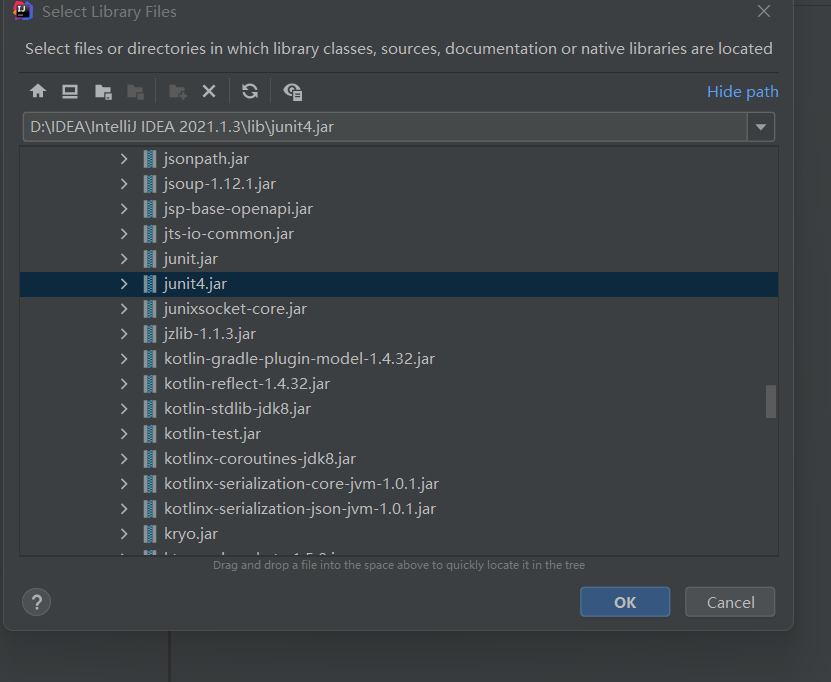 Select Library Files
Select files or directories in which library classes, sources, documentation or native libraries are located
Hide path
D:\IDEA\IntelliJ IDEA 2021.1.3\lib\junit4.jar
jsonpath.jar
jsoup-1.12.1.jar
jsp-base-openapi.jar
jts-io-common.jar
junit.jar
junit4.jar
junixsocket-core.jar
jzlib-1.1.3.jar
kotlin-gradle-plugin-model-1.4.32.jar
kotlin-reflect-1.4.32.jar
kotlin-stdlib-jdk8.jar
kotlin-test.jar
kotlinx-coroutines-jdk8.jar
kotlinx-serialization-core-jvm-1.0.1.jar
kotlinx-serialization-json-jvm-1.0.1.jar
kryo.jar
Drag and drop a file into the space above to quickly locate it in the tree
?
OK
Cancel